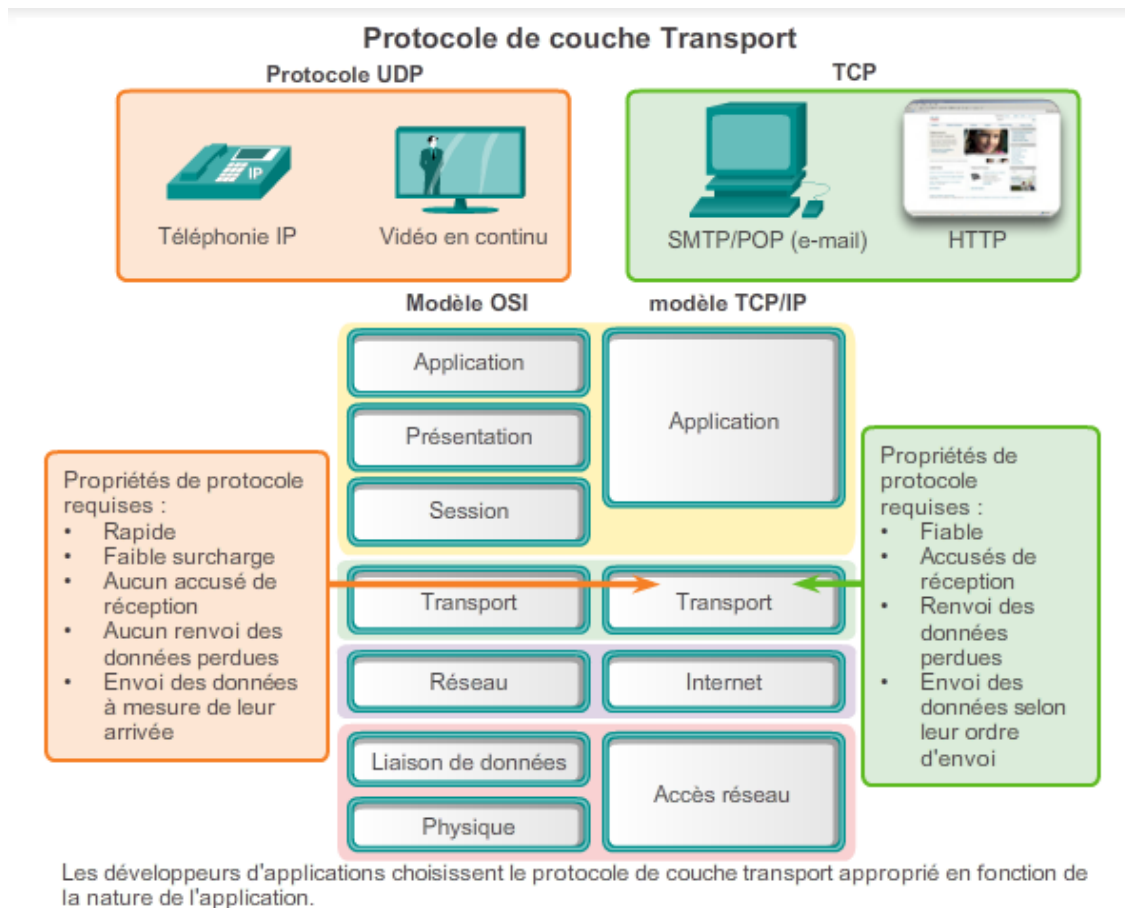 Protocole de couche Transport
Protocole UDP
TCP
IP
Téléphonie IP
Vidéo en continu
SMTP/POP (e-mail)
HTTP
Modèle OSI
modèle TCP/IP
Application
Présentation
Session
Application
Transport
Transport
Réseau
Internet
Liaison de données
Physique
Accès réseau
Propriétés de protocole
requises :
• Rapide
• Faible surcharge
• Aucun accusé de
réception
• Aucun renvoi des
données perdues
• Envoi des données
à mesure de leur
arrivée
Propriétés de
protocole
requises :
• Fiable
• Accusés de
réception
• Renvoi des
données
perdues
• Envoi des
données selon
leur ordre
d'envoi
Les développeurs d'applications choisissent le protocole de couche transport approprié en fonction de
la nature de l'application.